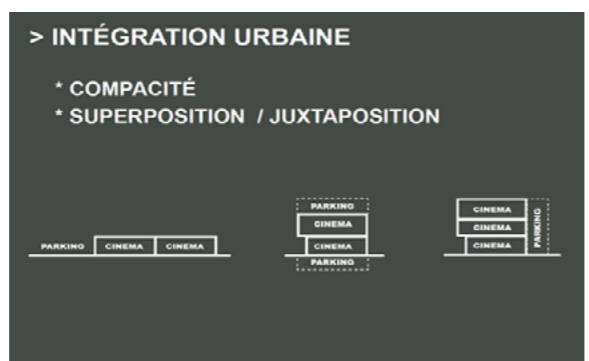 > INTÉGRATION URBAINE
* COMPACITÉ
* SUPERPOSITION / JUXTAPOSITION
PARKING CINEMA CINEMA
PARKING
CINEMA
CINEMA
PARKING
CINEMA
CINEMA
CINEMA
PARKING